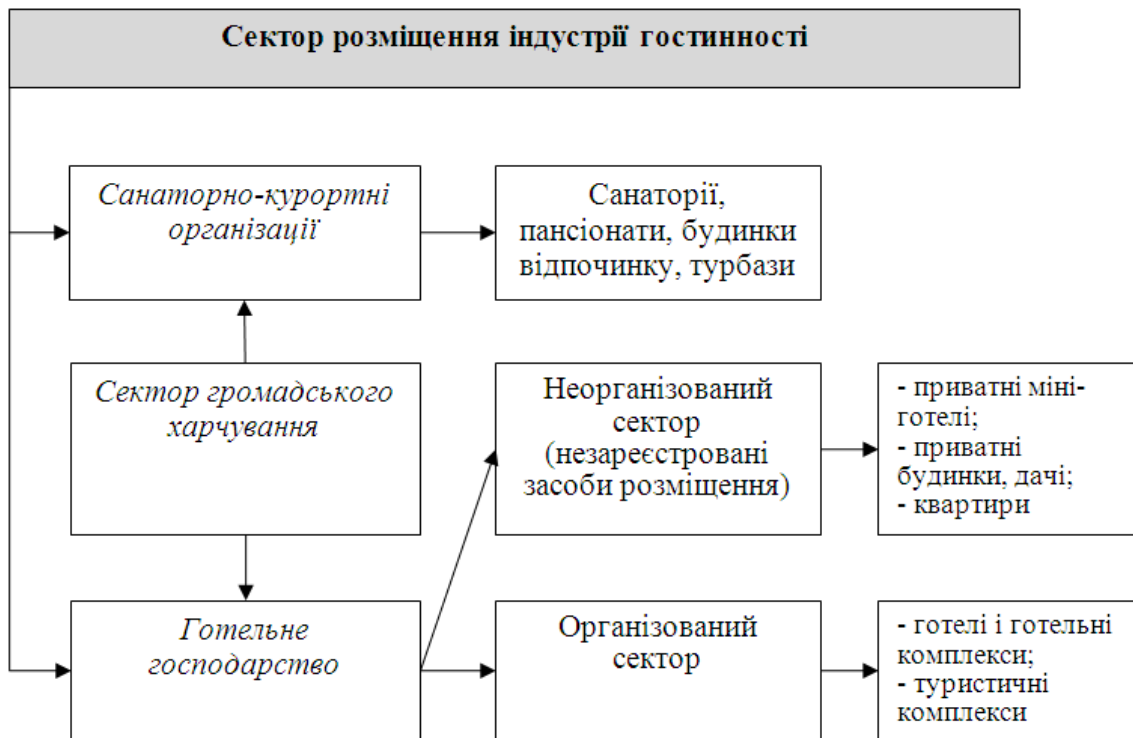 Сектор розміщення індустрії гостинності
Санаторно-курортні
організації
Санаторії,
пансіонати, будинки
відпочинку, турбази
Сектор громадського
харчування
Неорганізований
сектор
(незареєстровані
засоби розміщення)
- приватні міні-
готелі;
- приватні
будинки, дачі;
- квартири
Готельне
господарство
Організований
сектор
- готелі і готельні
комплекси;
- туристичні
комплекси